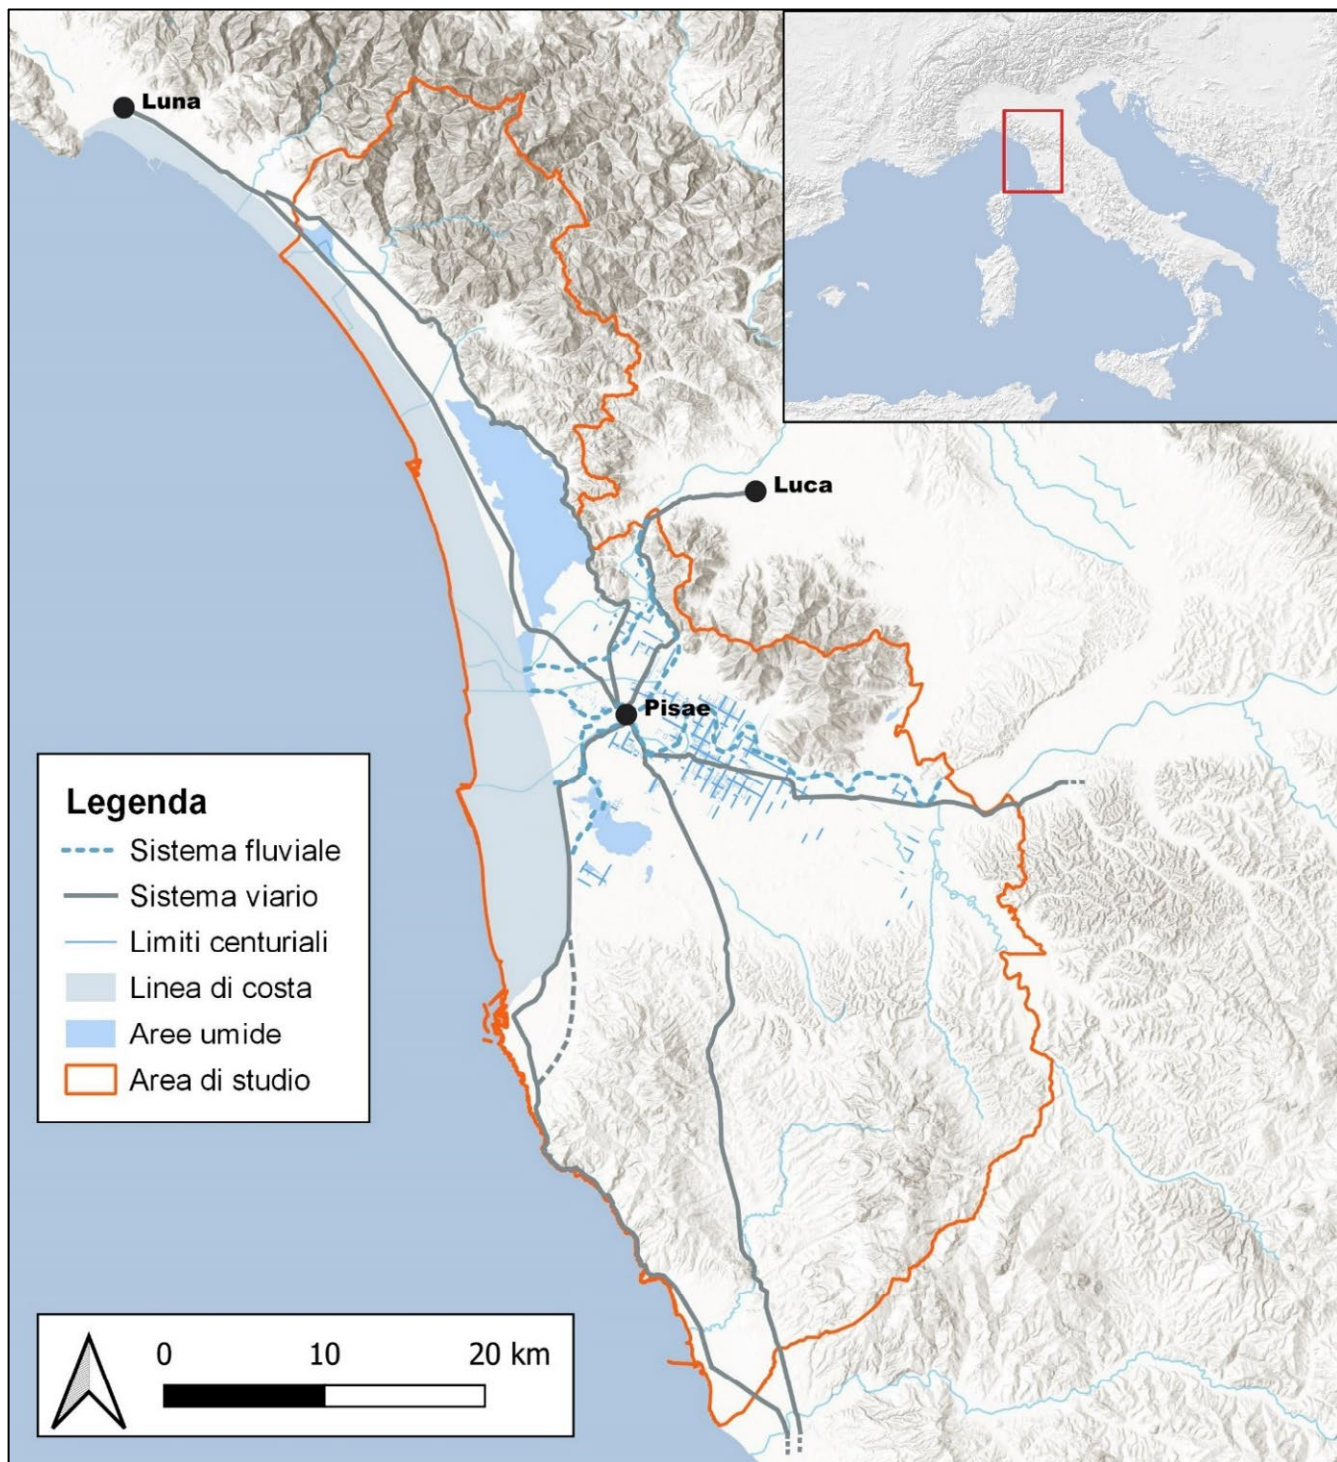 Luna
Luca
Pisae
Legenda
Sistema fluviale
Sistema viario
Limiti centuriali
Linea di costa
Aree umide
Area di studio
0 10 20 km